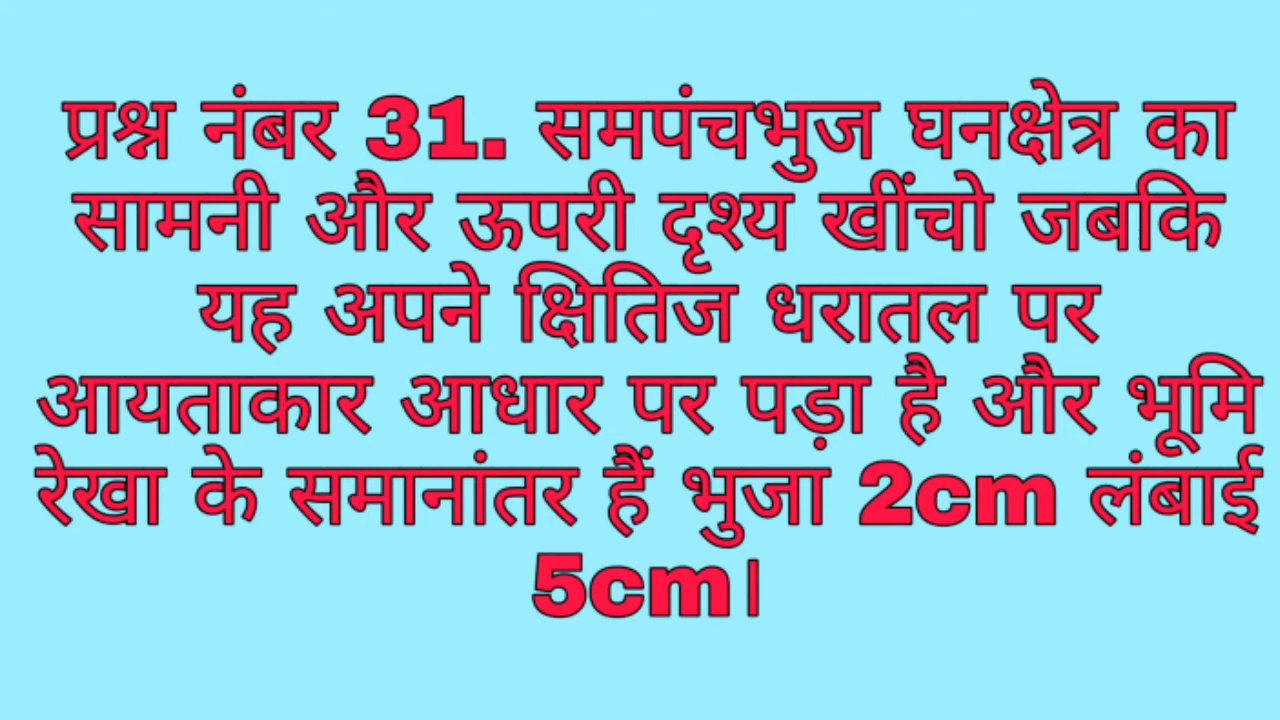 प्रश्न नंबर 31. समपंचभुज घनक्षेत्र का
सामनी और ऊपरी दृश्य खींचो जबकि
यह अपने क्षितिज धरातल पर
आयताकार आधार पर पड़ा है और भूमि
रेखा के समानांतर हैं भुजा 2cm लंबाई
5cm।